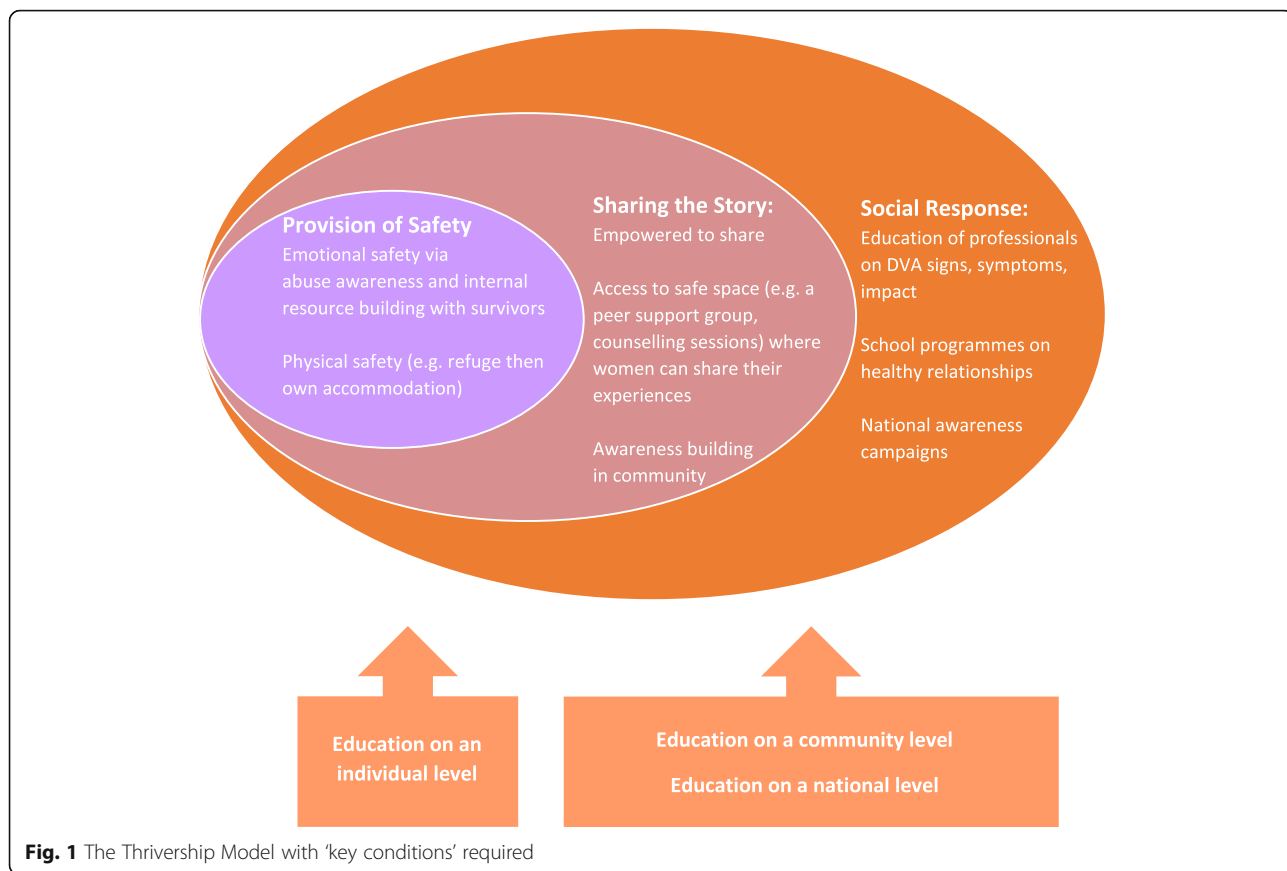 Provision of Safety
Emotional safety via
abuse awareness and internal
resource building with survivors
Physical safety (e.g. refuge then
own accommodation)
Sharing the Story:
Empowered to share
Access to safe space (e.g. a
peer support group,
counselling sessions) where
women can share their
experiences
Awareness building
in community
Social Response:
Education of professionals
on DVA signs, symptoms,
impact
School programmes on
healthy relationships
National awareness
campaigns
Education on an
individual level
Education on a community level
Education on a national level
Fig. 1 The Thrivership Model with ‘key conditions’ required